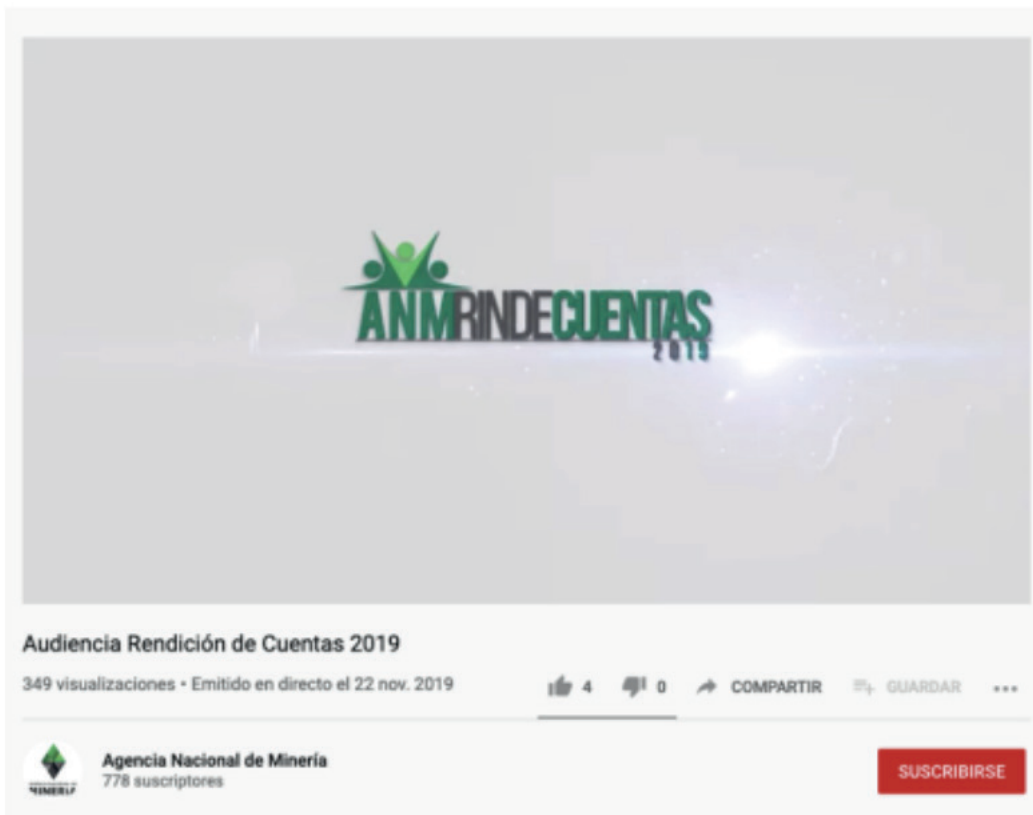 ANMRINDECUENTAS
2019
Audiencia Rendición de Cuentas 2019
349 visualizaciones • Emitido en directo el 22 nov. 2019
4
0
COMPARTIR
GUARDAR
Agencia Nacional de Minería
778 suscriptores
SUSCRIBIRSE
MINERÍA